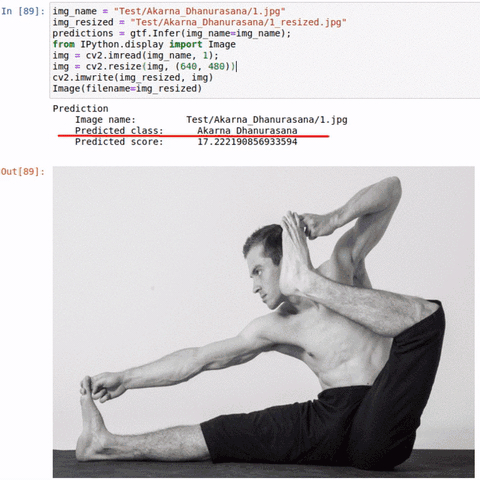 In [89]: img_name = "Test/Akarna_Dhanurasana/1.jpg"
img_resized = "Test/Akarna_Dhanurasana/1_resized.jpg"
predictions = gtf.Infer(img_name=img_name);
from IPython.display import Image
img = cv2.imread(img_name, 1);
img = cv2.resize(img, (640, 480))
cv2.imwrite(img_resized, img)
Image(filename=img_resized)
Prediction
Image name: Test/Akarna_Dhanurasana/1.jpg
Predicted class: Akarna Dhanurasana
Predicted score: 17.222190856933594
Out[89]: